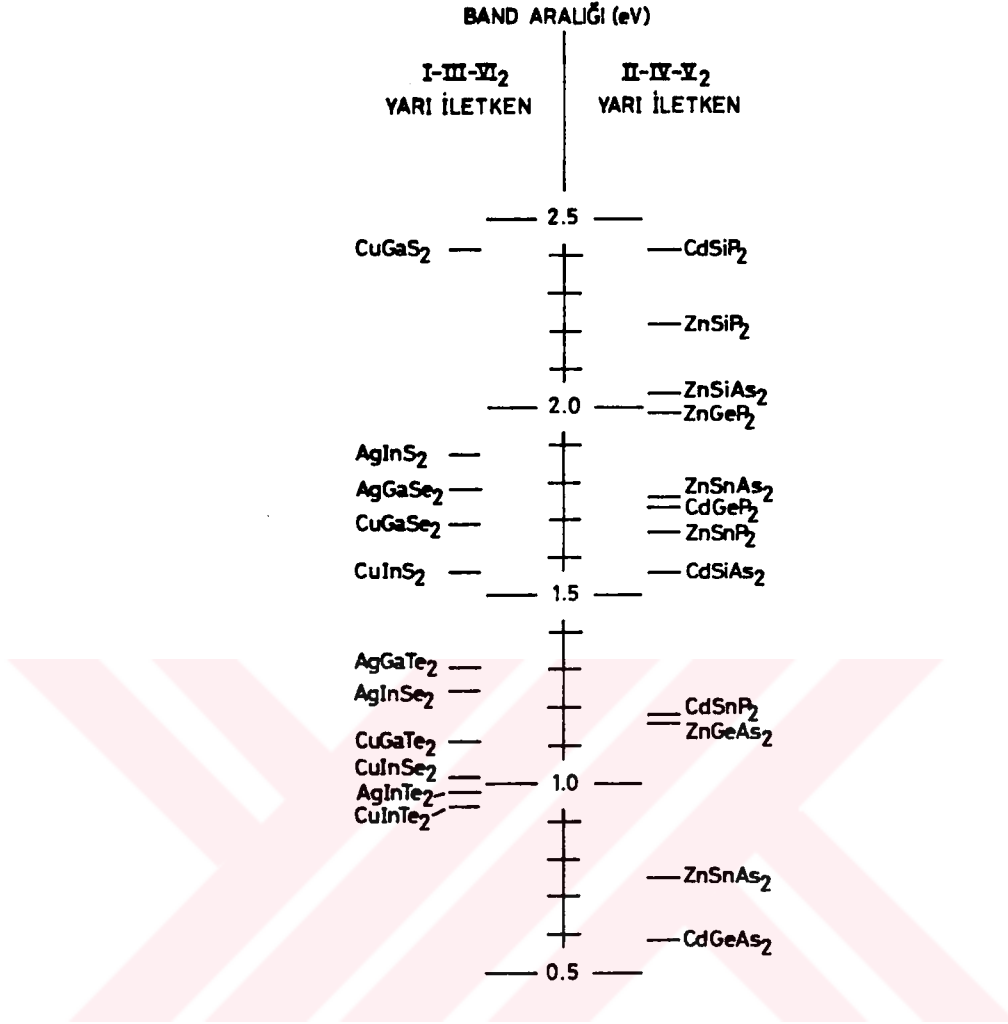 BAND ARALIĞI (eV)
I-III-VI₂
YARI İLETKEN
II-IV-V₂
YARI İLETKEN
2.5
CuGaS₂
CdSiP₂
ZnSiP₂
ZnSiAs₂
2.0
ZnGeP₂
AgInS₂
AgGaSe₂
ZnSnAs₂
CdGeP₂
CuGaSe₂
ZnSnP₂
CuInS₂
CdSiAs₂
1.5
AgGaTe₂
AgInSe₂
CdSnP₂
ZnGeAs₂
CuGaTe₂
CuInSe₂
1.0
AgInTe₂
CuInTe₂
ZnSnAs₂
CdGeAs₂
0.5